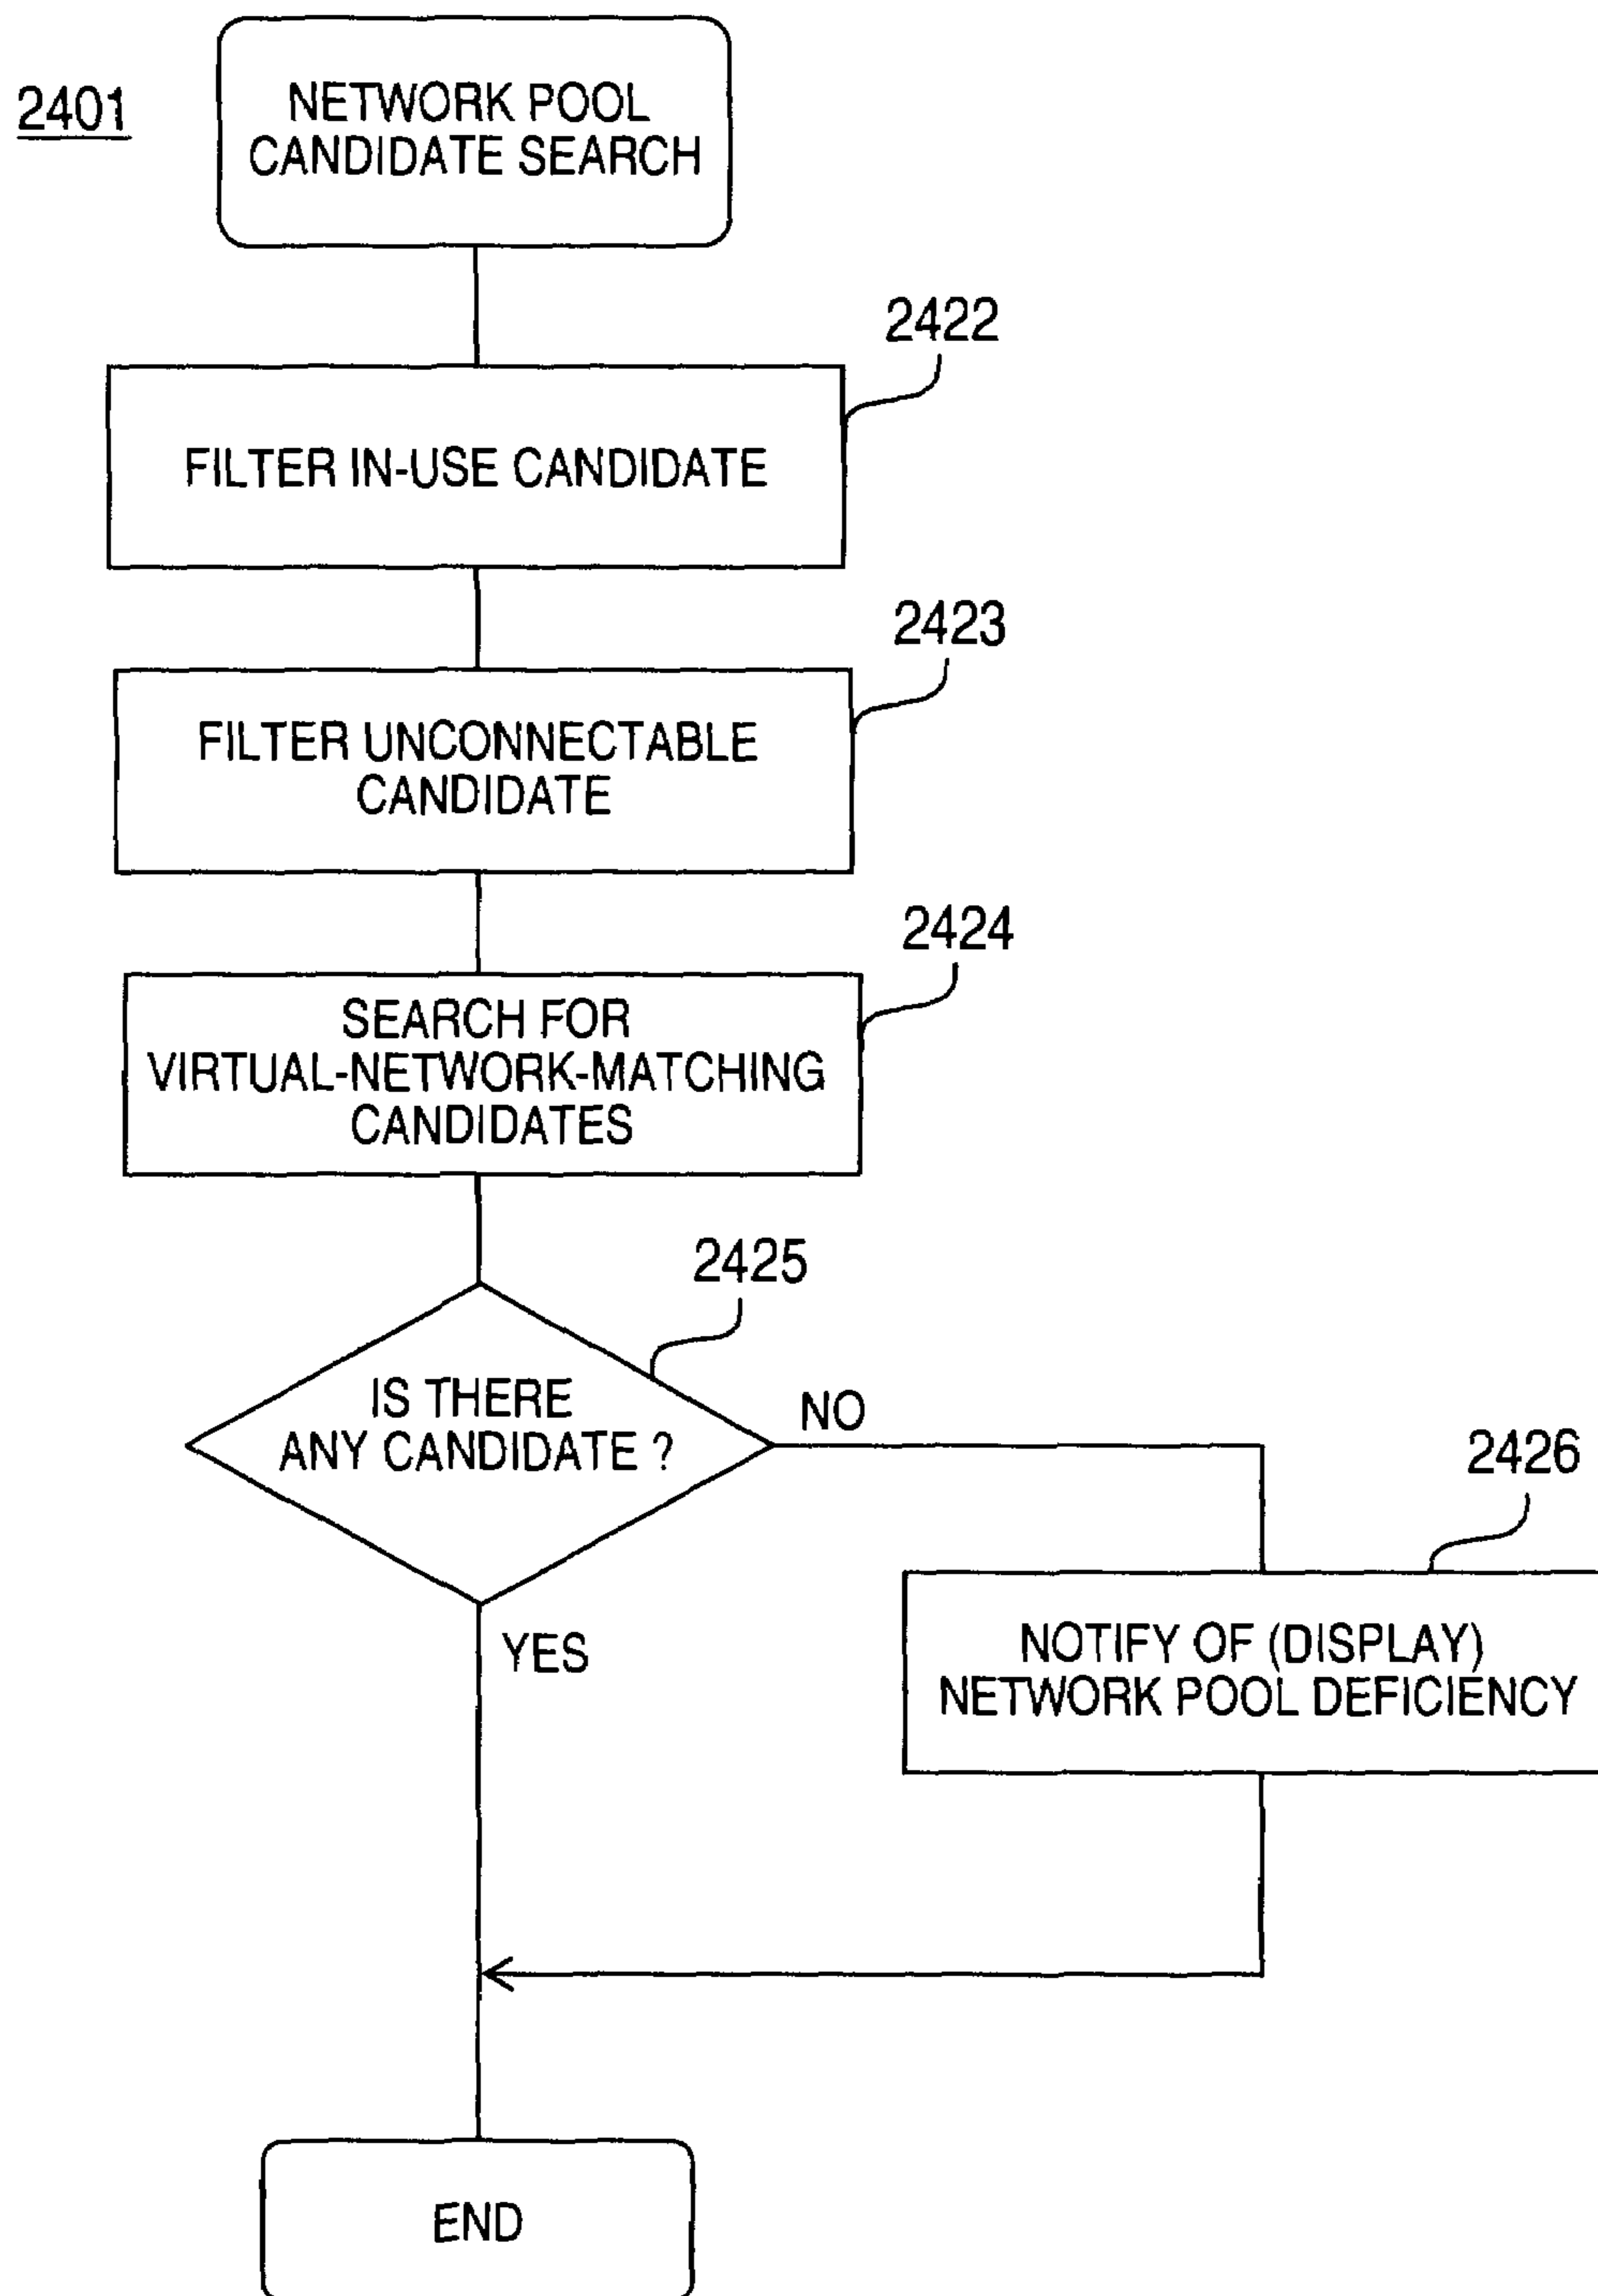 2401
NETWORK POOL
CANDIDATE SEARCH
2422
FILTER IN-USE CANDIDATE
2423
FILTER UNCONNECTABLE
CANDIDATE
2424
SEARCH FOR
VIRTUAL-NETWORK-MATCHING
CANDIDATES
2425
IS THERE
ANY CANDIDATE ?
NO
2426
YES
NOTIFY OF (DISPLAY)
NETWORK POOL DEFICIENCY
END